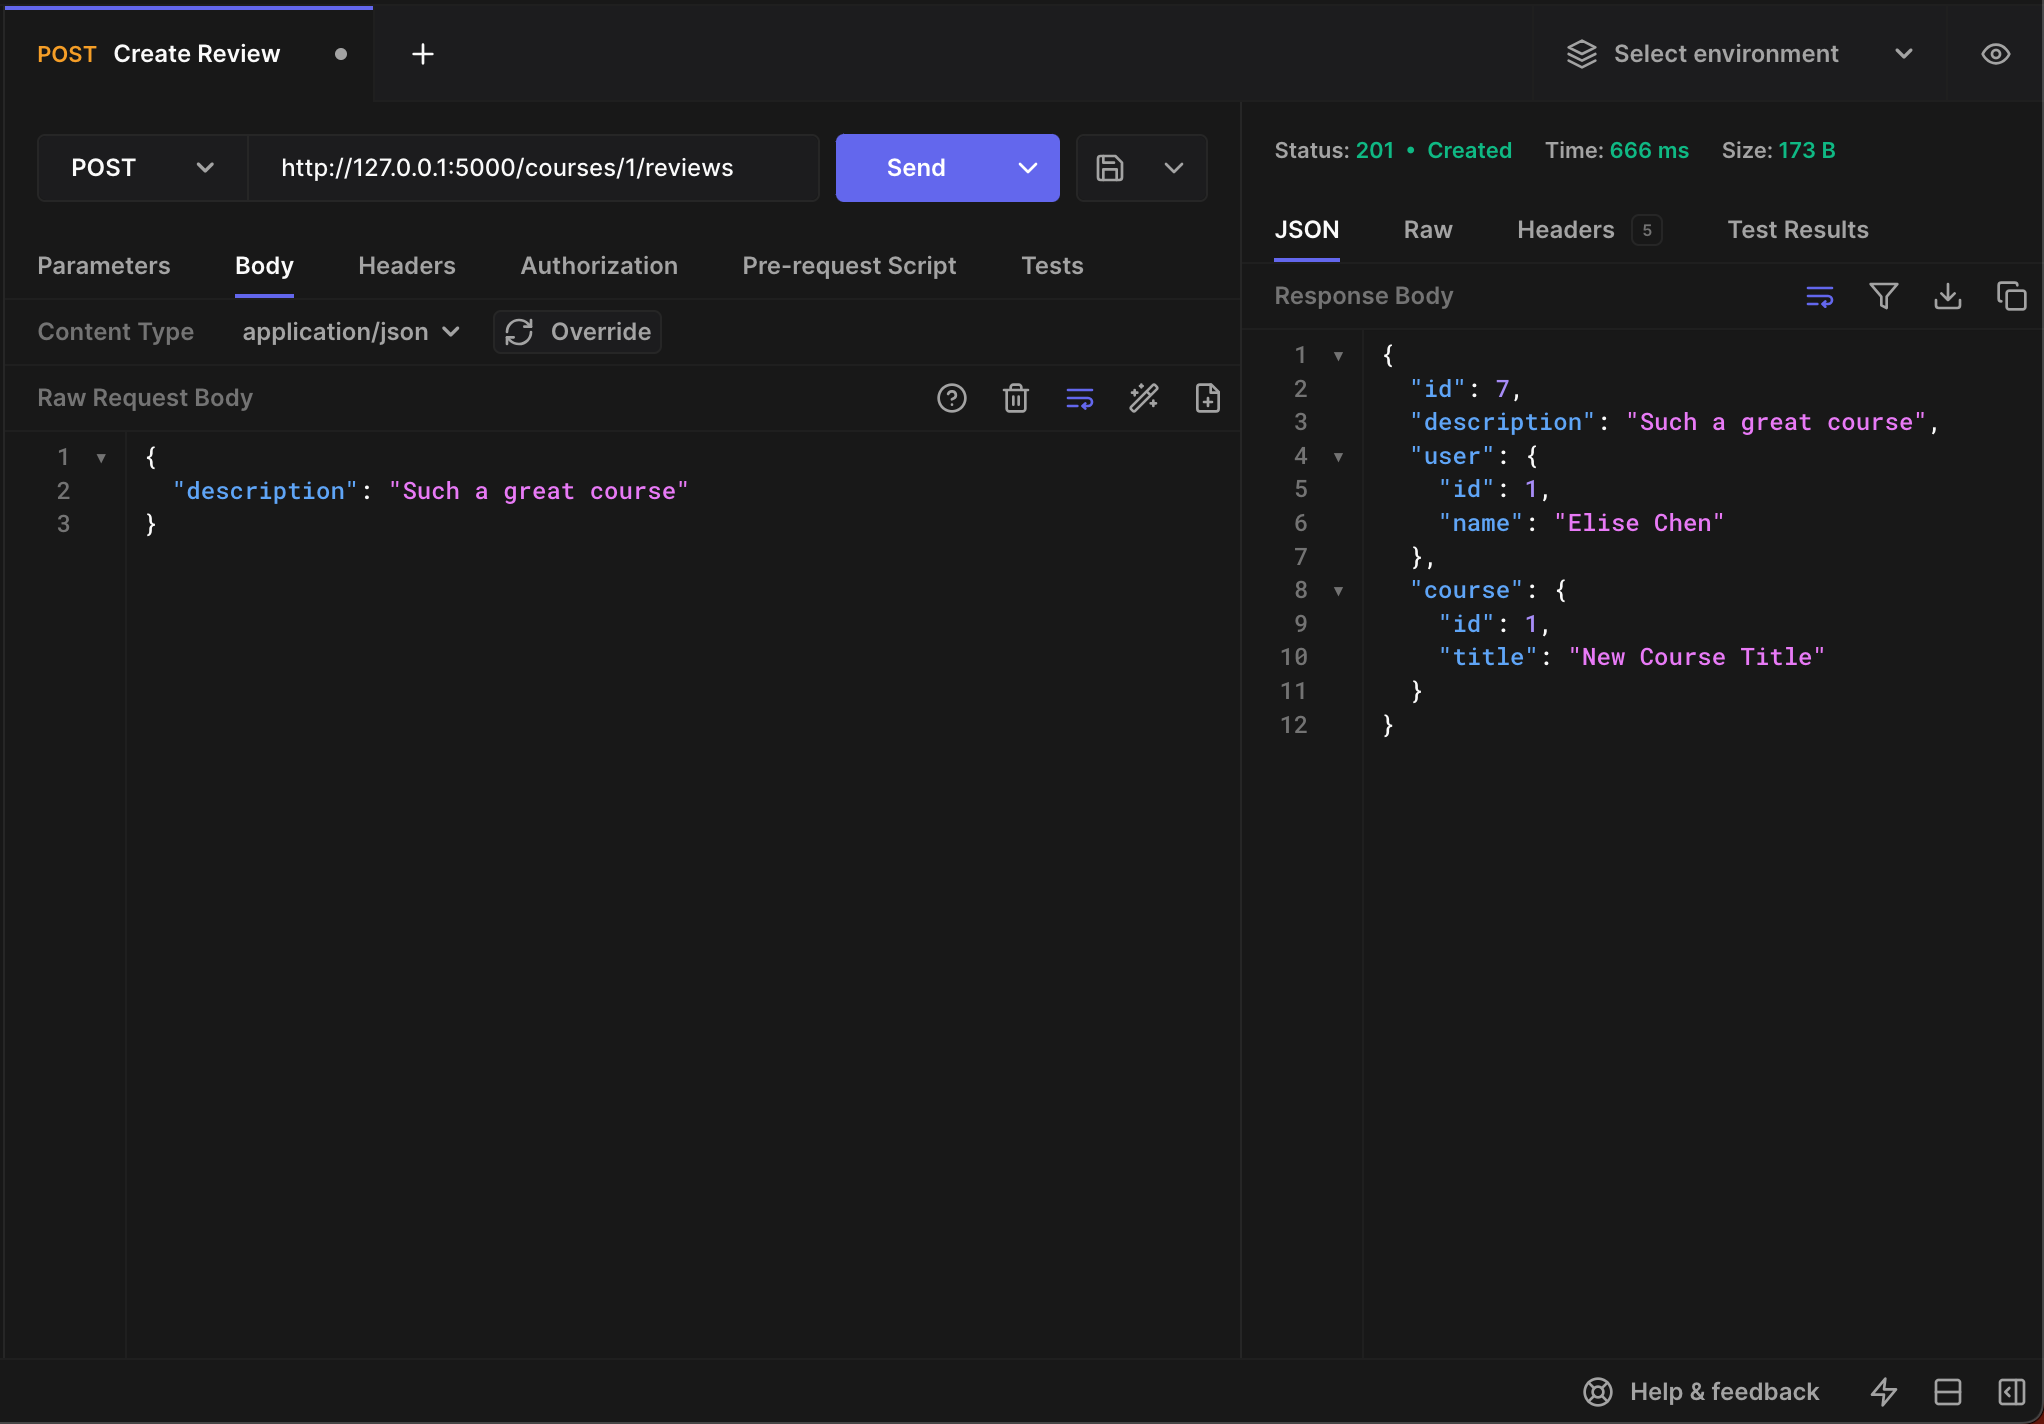 POST Create Review
Select environment
POST http://127.0.0.1:5000/courses/1/reviews Send
Parameters Body Headers Authorization Pre-request Script Tests
Content Type application/json Override
Raw Request Body
1 {
2 "description": "Such a great course"
3 }
Status: 201 • Created Time: 666 ms Size: 173 B
JSON Raw Headers 5 Test Results
Response Body
1 {
2 "id": 7,
3 "description": "Such a great course",
4 "user": {
5 "id": 1,
6 "name": "Elise Chen"
7 },
8 "course": {
9 "id": 1,
10 "title": "New Course Title"
11 }
12 }
Help & feedback